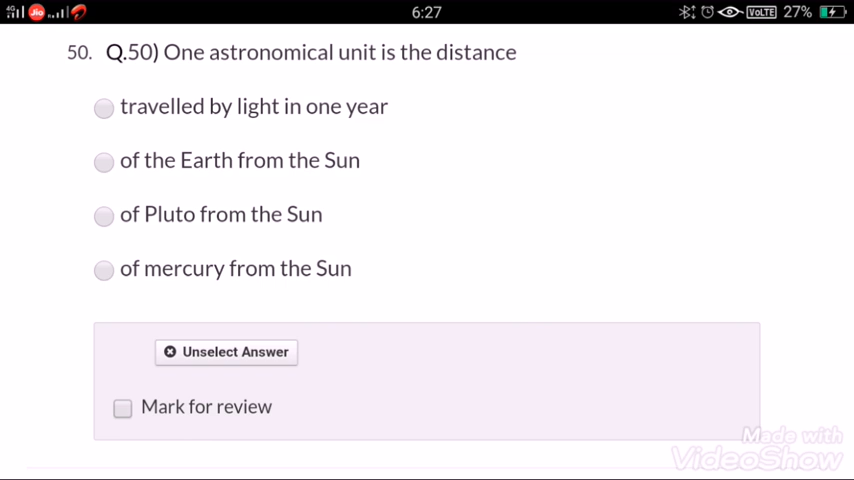 4G Jio 6:27 VoLTE 27%
50. Q.50) One astronomical unit is the distance
travelled by light in one year
of the Earth from the Sun
of Pluto from the Sun
of mercury from the Sun
Unselect Answer
Mark for review
Made with
VideoShow